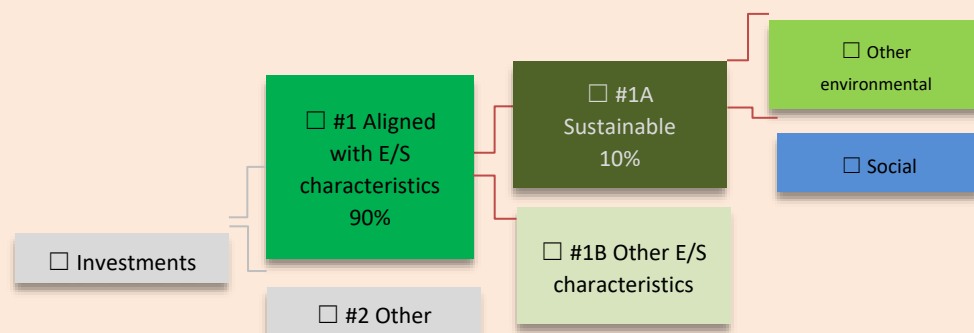 ☐ Investments
☐ #1 Aligned
with E/S
characteristics
90%
☐ #2 Other
☐ #1A
Sustainable
10%
☐ #1B Other E/S
characteristics
☐ Other
environmental
☐ Social